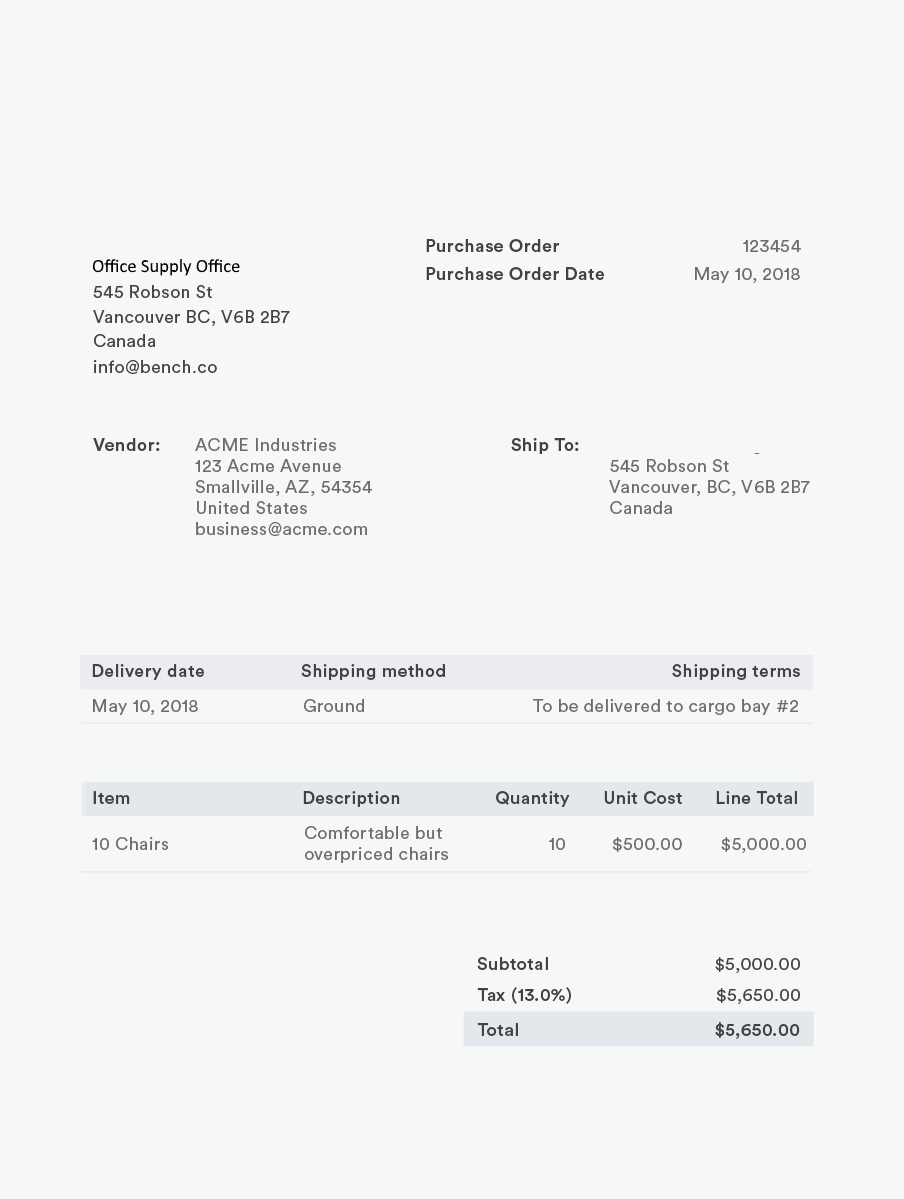 Purchase Order 123454
Purchase Order Date May 10, 2018
Office Supply Office
545 Robson St
Vancouver BC, V6B 2B7
Canada
info@bench.co
Vendor: ACME Industries
123 Acme Avenue
Smallville, AZ, 54354
United States
business@acme.com
Ship To:
545 Robson St
Vancouver, BC, V6B 2B7
Canada
Delivery date Shipping method Shipping terms
May 10, 2018 Ground To be delivered to cargo bay #2
Item Description Quantity Unit Cost Line Total
10 Chairs Comfortable but overpriced chairs 10 $500.00 $5,000.00
Subtotal $5,000.00
Tax (13.0%) $5,650.00
Total $5,650.00